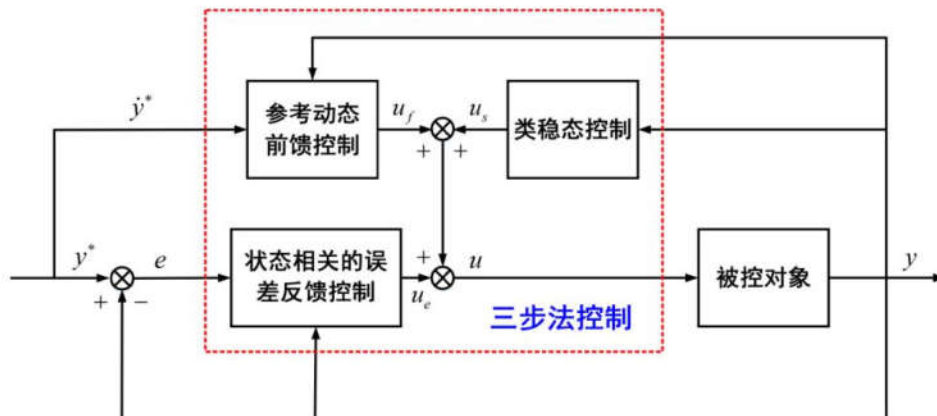 ẏ*
参考动态
前馈控制
u_f
u_s
类稳态控制
+
+
y*
e
状态相关的误
差反馈控制
+
u_e
u
被控对象
y
+
−
三步法控制